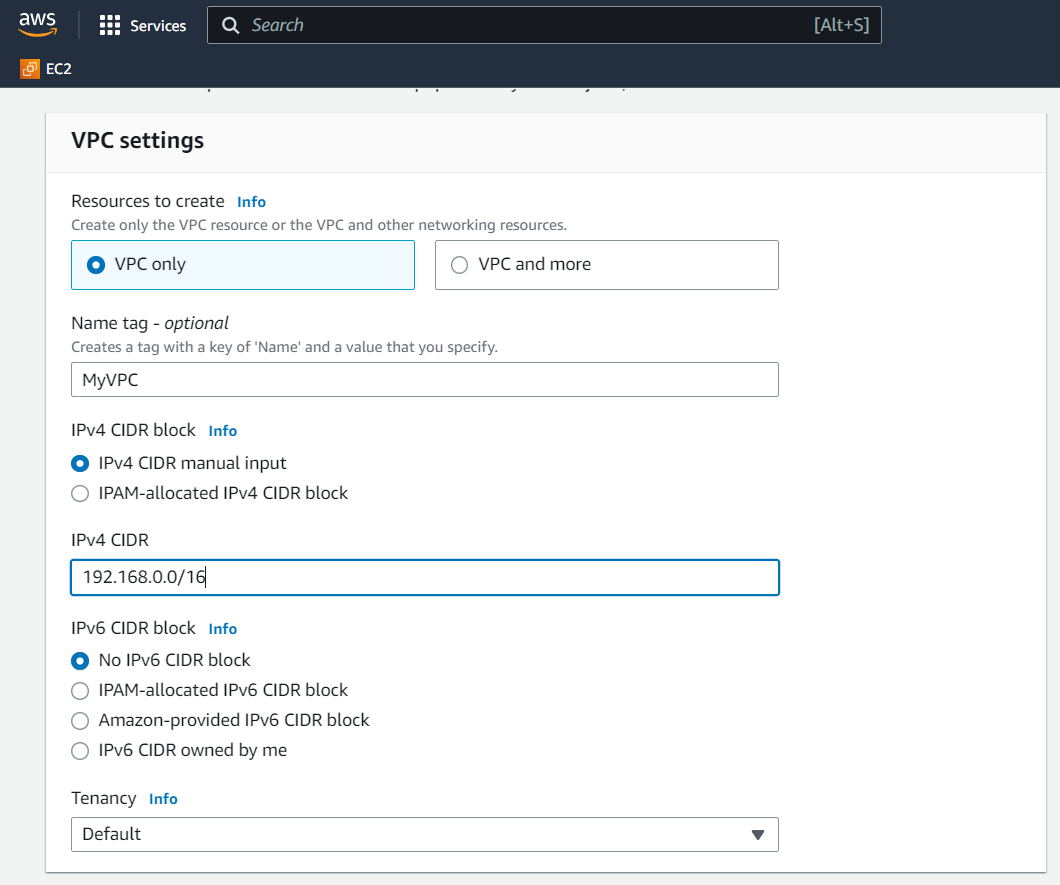 aws
Services
Search
[Alt+S]
EC2
VPC settings
Resources to create Info
Create only the VPC resource or the VPC and other networking resources.
VPC only
VPC and more
Name tag - optional
Creates a tag with a key of 'Name' and a value that you specify.
MyVPC
IPv4 CIDR block Info
IPv4 CIDR manual input
IPAM-allocated IPv4 CIDR block
IPv4 CIDR
192.168.0.0/16
IPv6 CIDR block Info
No IPv6 CIDR block
IPAM-allocated IPv6 CIDR block
Amazon-provided IPv6 CIDR block
IPv6 CIDR owned by me
Tenancy Info
Default